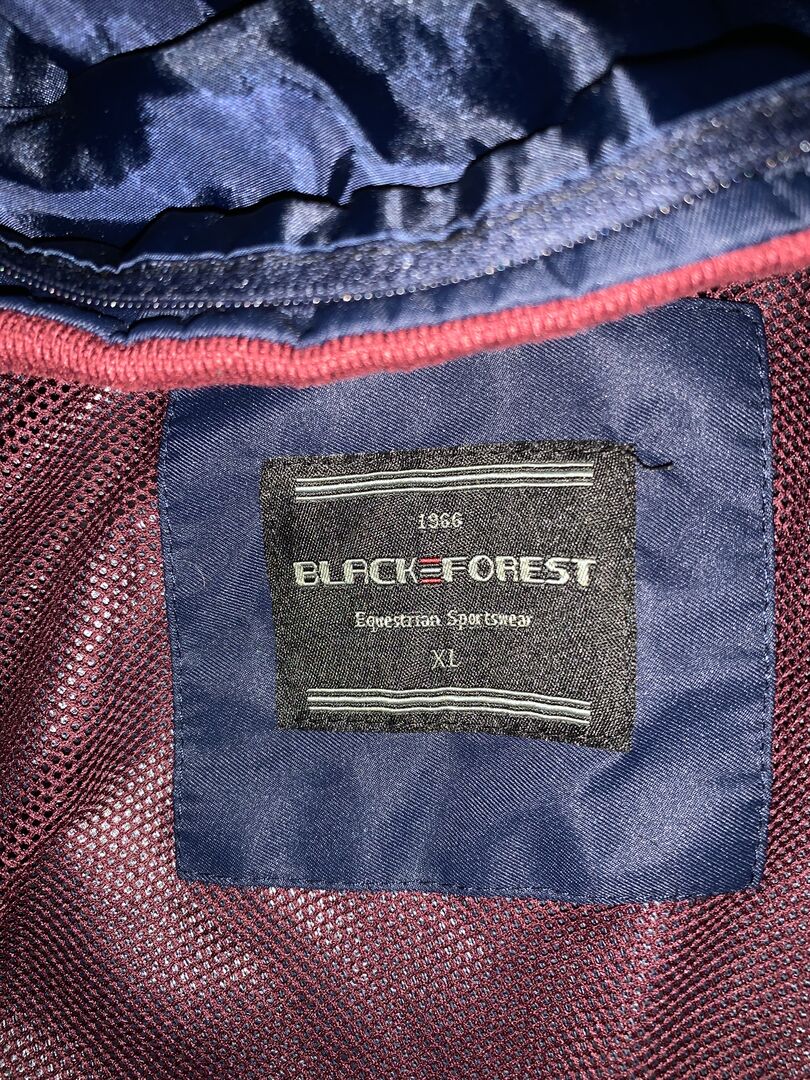 1966
BLACK FOREST
Equestrian Sportswear
XL